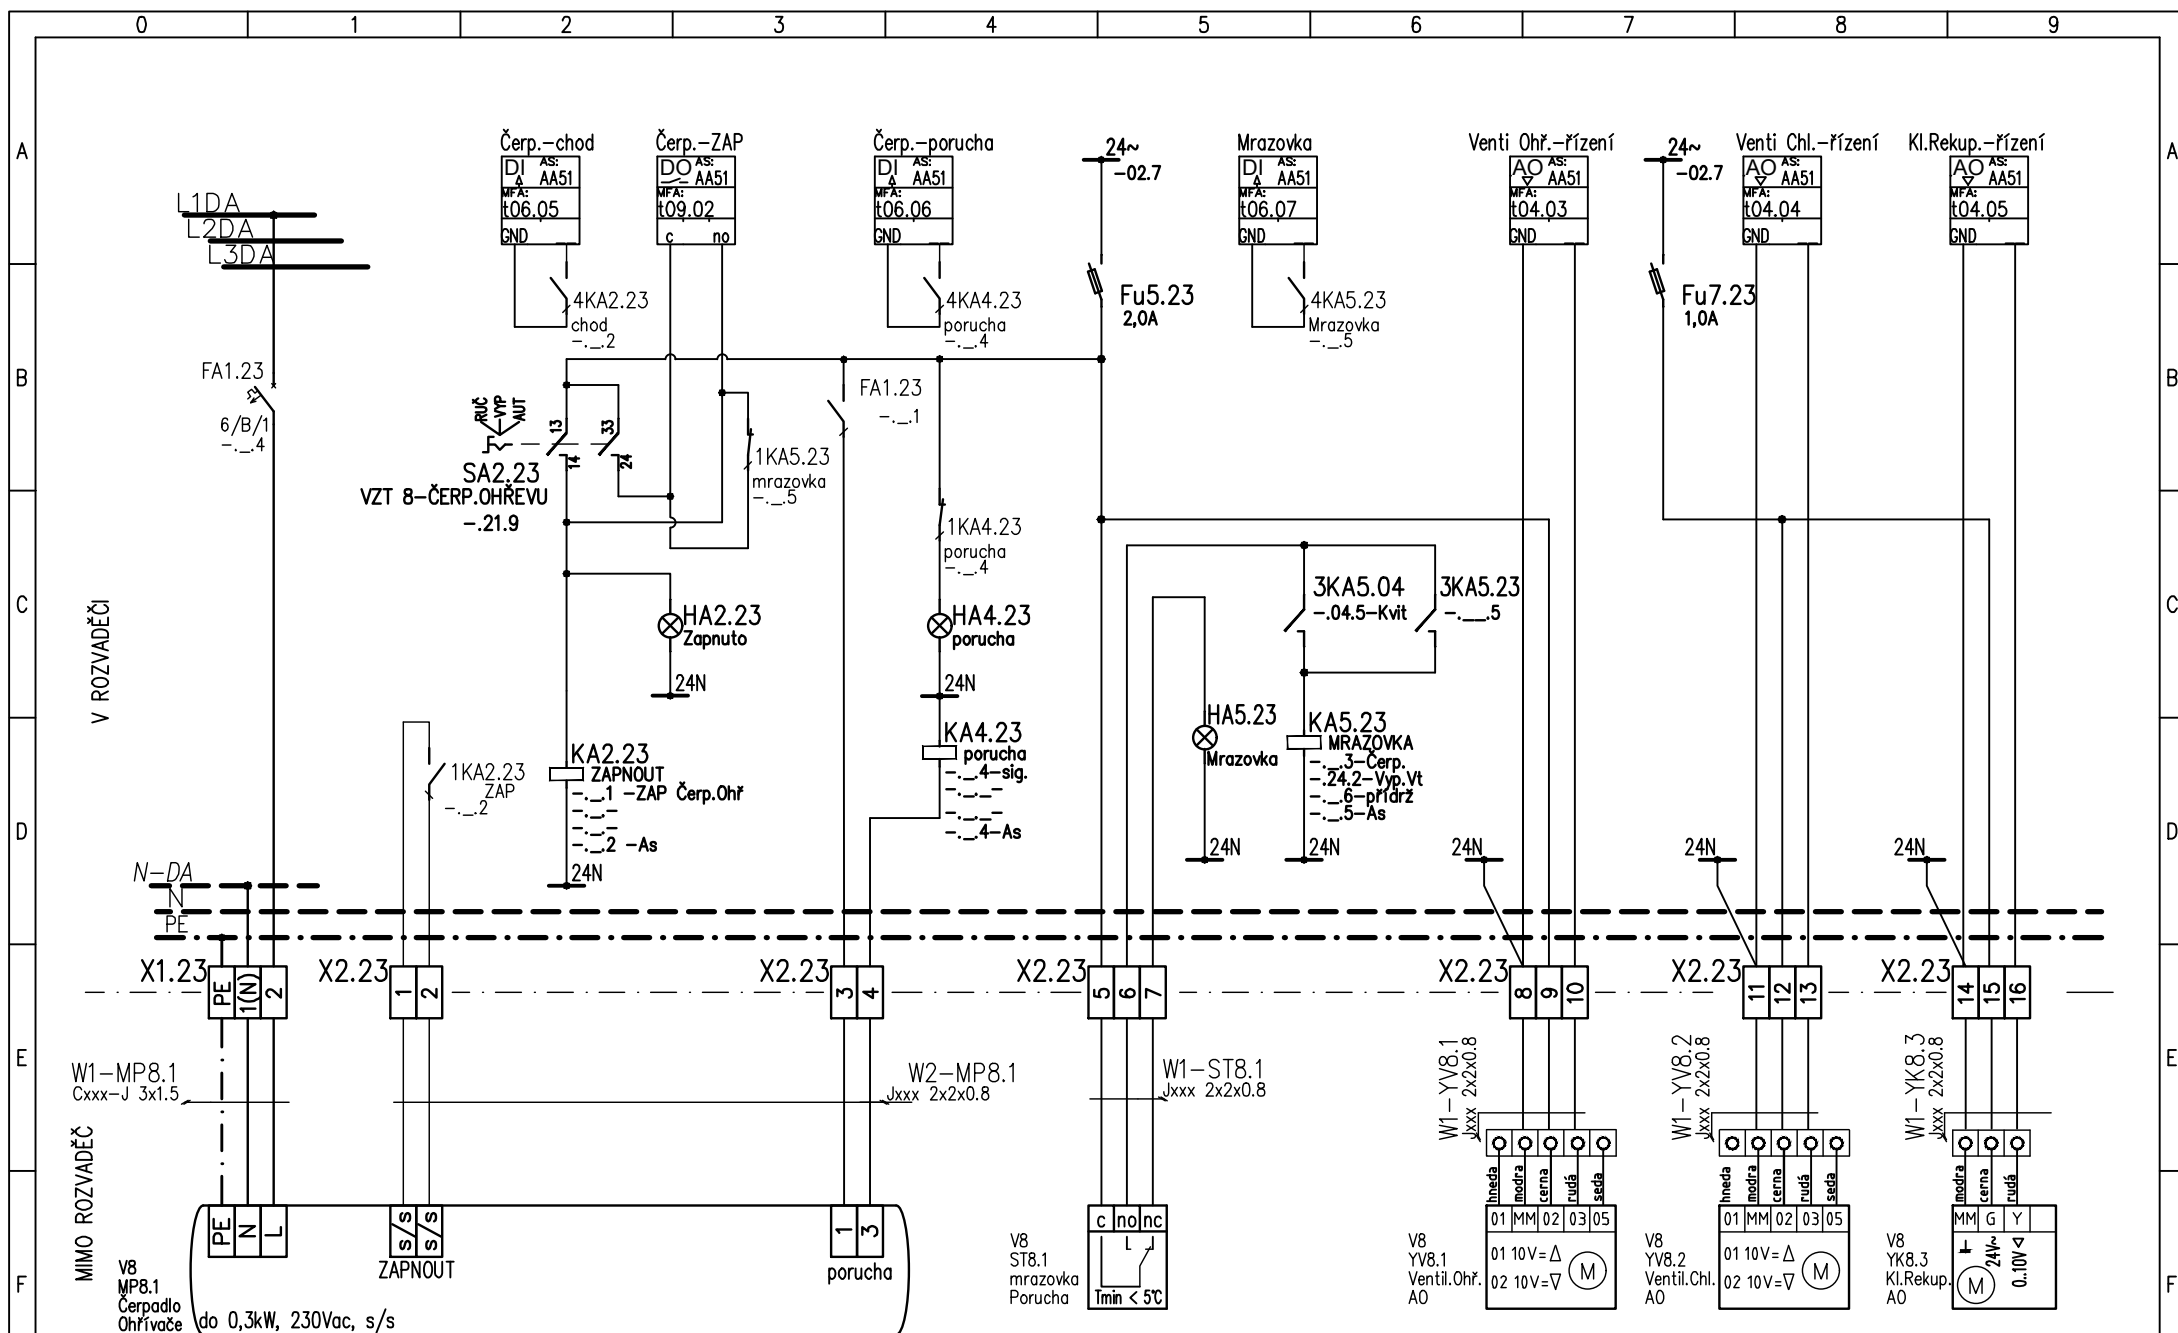 0 1 2 3 4 5 6 7 8 9
A
B
C
D
E
F
V ROZVADĚČI
MIMO ROZVADĚČ
L1DA
L2DA
L3DA
FA1.23
6/B/1
-._.4
Čerp.-chod
DI AS: AA51
MFA:
t06.05
GND
4KA2.23
chod
-._.2
Čerp.-ZAP
DO AS: AA51
MFA:
t09.02
c no
Čerp.-porucha
DI AS: AA51
MFA:
t06.06
GND
4KA4.23
porucha
-._.4
24~
-02.7
Fu5.23
2,0A
Mrazovka
DI AS: AA51
MFA:
t06.07
GND
4KA5.23
Mrazovka
-._.5
Venti Ohř.-řízení
AO AS: AA51
MFA:
t04.03
GND
24~
-02.7
Fu7.23
1,0A
Venti Chl.-řízení
AO AS: AA51
MFA:
t04.04
GND
Kl.Rekup.-řízení
AO AS: AA51
MFA:
t04.05
GND
RUČ
VYP
AUT
13
14
33
24
SA2.23
VZT 8-ČERP.OHŘEVU
-.21.9
1KA5.23
mrazovka
-._.5
FA1.23
-._.1
1KA4.23
porucha
-._.4
HA2.23
Zapnuto
24N
HA4.23
porucha
24N
3KA5.04
-.04.5-Kvit
3KA5.23
-.__.5
1KA2.23
ZAP
-._.2
KA2.23
ZAPNOUT
-._.1 -ZAP Čerp.Ohř
-._.-
-._.-
-._.2 -As
24N
KA4.23
porucha
-._.4-sig.
-._._-
-._._-
-._.4-As
HA5.23
Mrazovka
24N
KA5.23
MRAZOVKA
-._.3-Čerp.
-.24.2-Vyp.Vt
-._.6-přidrž
-._.5-As
24N
24N
24N
24N
N-DA
N
PE
X1.23 PE 1(N) 2
X2.23 1 2
X2.23 3 4
X2.23 5 6 7
X2.23 8 9 10
X2.23 11 12 13
X2.23 14 15 16
W1-MP8.1
Cxxx-J 3x1.5
W2-MP8.1
Jxxx 2x2x0.8
W1-ST8.1
Jxxx 2x2x0.8
W1-YV8.1
Jxxx 2x2x0.8
W1-YV8.2
Jxxx 2x2x0.8
W1-YK8.3
Jxxx 2x2x0.8
PE N L
s/s s/s
ZAPNOUT
1 3
porucha
V8
MP8.1
Čerpadlo
Ohřívače
do 0,3kW, 230Vac, s/s
c no nc
Tmin < 5°C
V8
ST8.1
mrazovka
Porucha
hneda modra cerna rudá seda
01 MM 02 03 05
01 10V=△
02 10V=▽
M
V8
YV8.1
Ventil.Ohř.
AO
hneda modra cerna rudá seda
01 MM 02 03 05
01 10V=△
02 10V=▽
M
V8
YV8.2
Ventil.Chl.
AO
modra cerna rudá
MM G Y
24V~
0..10V
M
V8
YK8.3
Kl.Rekup.
AO
A
B
C
D
E
F